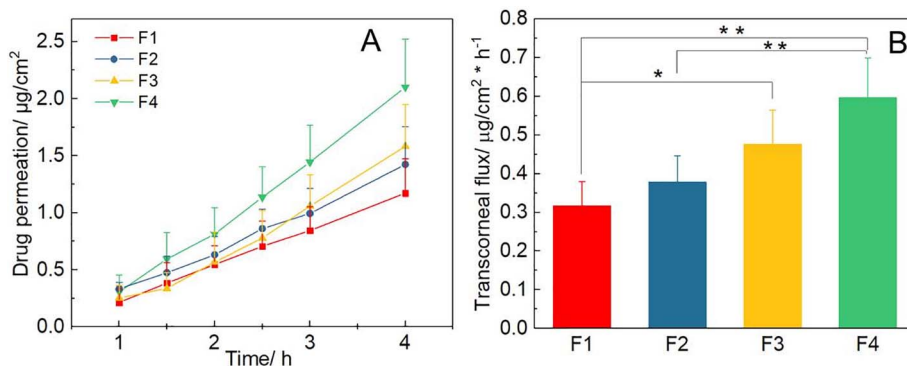 A
F1
F2
F3
F4
2.5
2.0
1.5
1.0
0.5
0.0
Drug permeation/ µg/cm²
1 2 3 4
Time/ h
B
* *
* *
*
0.8
0.7
0.6
0.5
0.4
0.3
0.2
0.1
0.0
Transcorneal flux/ µg/cm² * h⁻¹
F1 F2 F3 F4